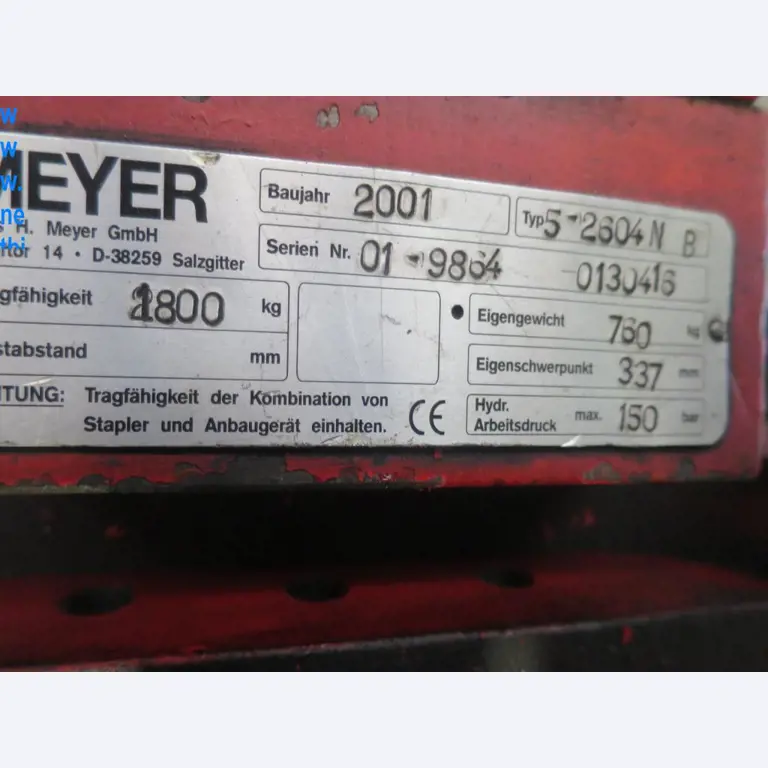 MEYER
Baujahr 2001
Typ 5-2604N B
H. Meyer GmbH
14 · D-38259 Salzgitter
Serien Nr. 01-9864 0130416
gfähigkeit 1800 kg
Eigengewicht 760 kg
stabstand mm
Eigenschwerpunkt 337 mm
TUNG: Tragfähigkeit der Kombination von
Stapler und Anbaugerät einhalten.
CE
Hydr.
Arbeitsdruck max. 150 bar